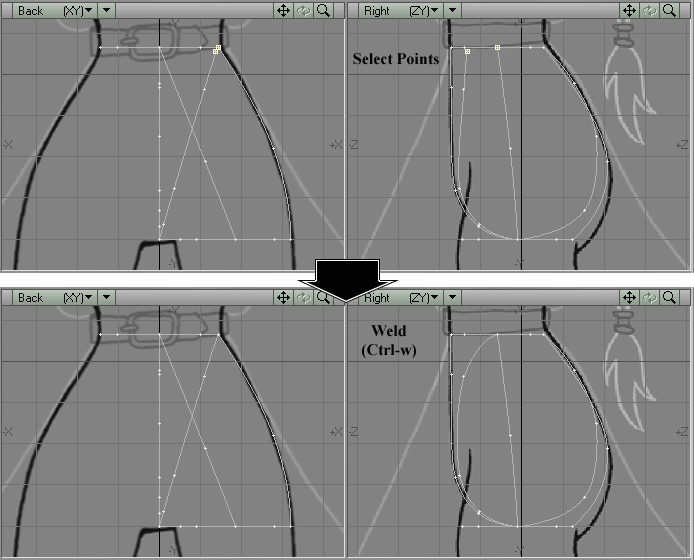 Back (XY)
Right (ZY)
Select Points
-X
+X
-Z
+Z
-Y
-Y
Back (XY)
Right (ZY)
Weld
(Ctrl-w)
-X
+X
-Z
+Z
-Y
-Y